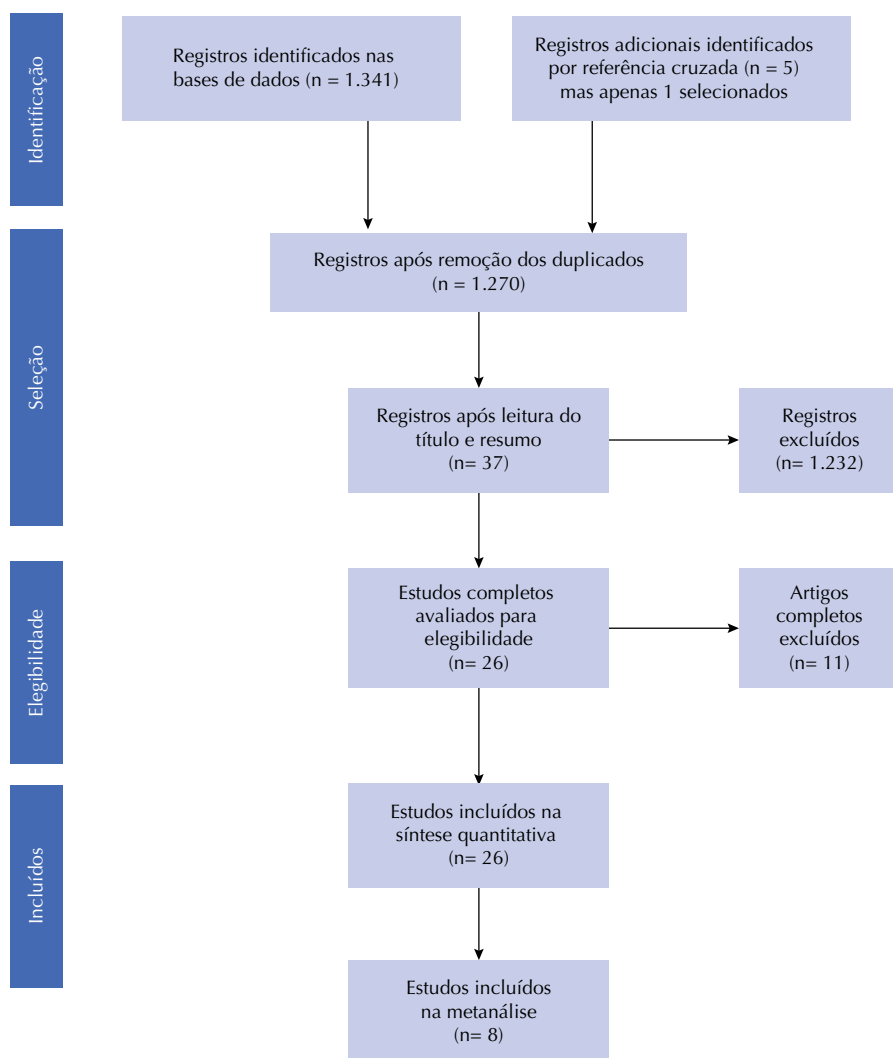 Identificação
Registros identificados nas
bases de dados (n = 1.341)
Registros adicionais identificados
por referência cruzada (n = 5)
mas apenas 1 selecionados
Seleção
Registros após remoção dos duplicados
(n = 1.270)
Registros após leitura do
título e resumo
(n= 37)
Registros
excluídos
(n= 1.232)
Elegibilidade
Estudos completos
avaliados para
elegibilidade
(n= 26)
Artigos
completos
excluídos
(n= 11)
Incluídos
Estudos incluídos na
síntese quantitativa
(n= 26)
Estudos incluídos
na metanálise
(n= 8)